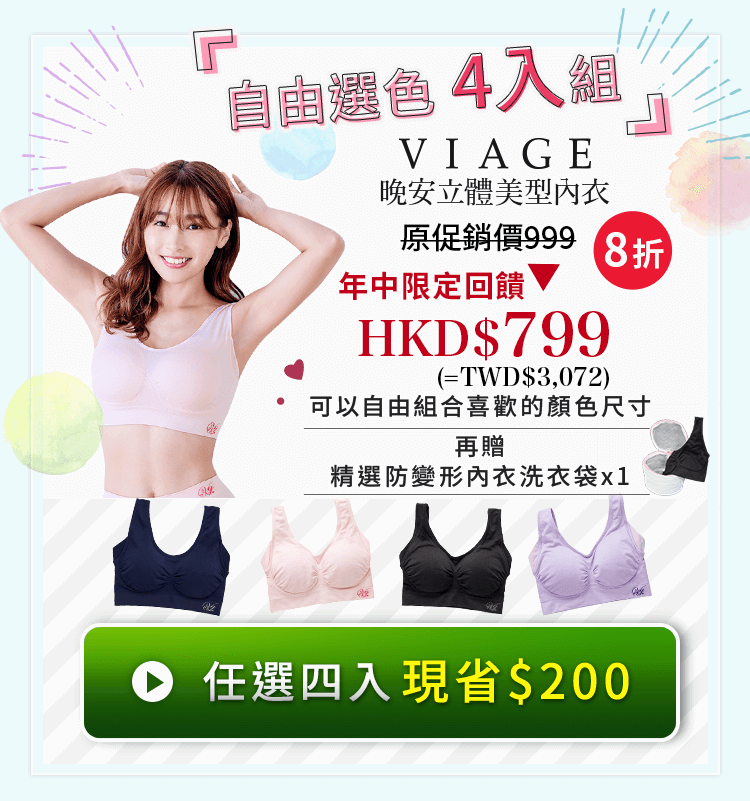 『自由選色 4入組』
VIAGE
晚安立體美型內衣
原促銷價999
8折
年中限定回饋▼
HKD$799
(=TWD$3,072)
可以自由組合喜歡的顏色尺寸
再贈
精選防變形內衣洗衣袋x1
任選四入 現省$200